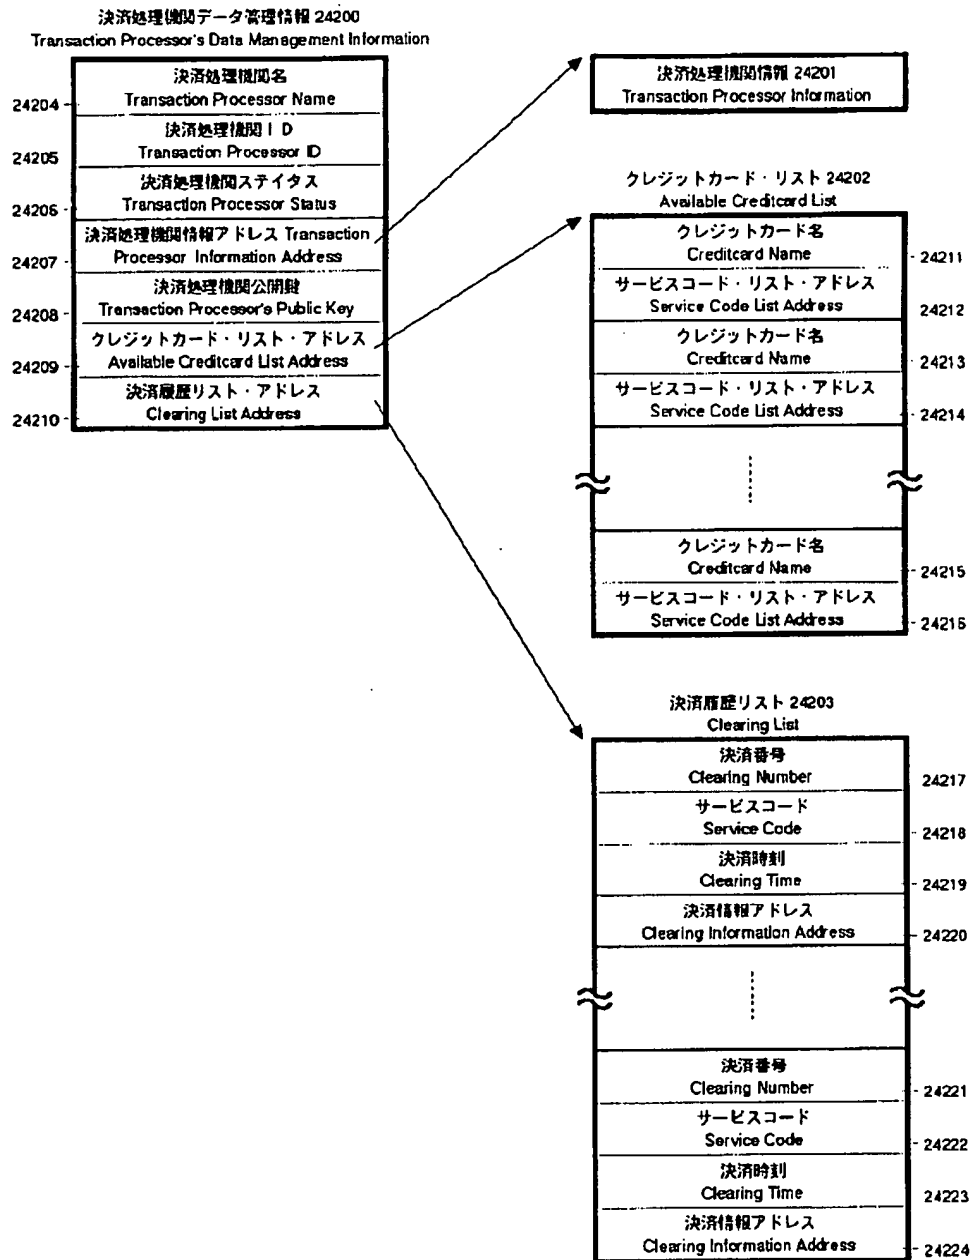 決済処理機関データ管理情報 24200
Transaction Processor's Data Management Information
決済処理機関名
Transaction Processor Name
24204
決済処理機関ID
Transaction Processor ID
24205
決済処理機関ステイタス
Transaction Processor Status
24206
決済処理機関情報アドレス Transaction
Processor Information Address
24207
決済処理機関公開鍵
Transaction Processor's Public Key
24208
クレジットカード・リスト・アドレス
Available Creditcard List Address
24209
決済履歴リスト・アドレス
Clearing List Address
24210
決済処理機関情報 24201
Transaction Processor Information
クレジットカード・リスト 24202
Available Creditcard List
クレジットカード名
Creditcard Name
24211
サービスコード・リスト・アドレス
Service Code List Address
24212
クレジットカード名
Creditcard Name
24213
サービスコード・リスト・アドレス
Service Code List Address
24214
クレジットカード名
Creditcard Name
24215
サービスコード・リスト・アドレス
Service Code List Address
24216
決済履歴リスト 24203
Clearing List
決済番号
Clearing Number
24217
サービスコード
Service Code
24218
決済時刻
Clearing Time
24219
決済情報アドレス
Clearing Information Address
24220
決済番号
Clearing Number
24221
サービスコード
Service Code
24222
決済時刻
Clearing Time
24223
決済情報アドレス
Clearing Information Address
24224